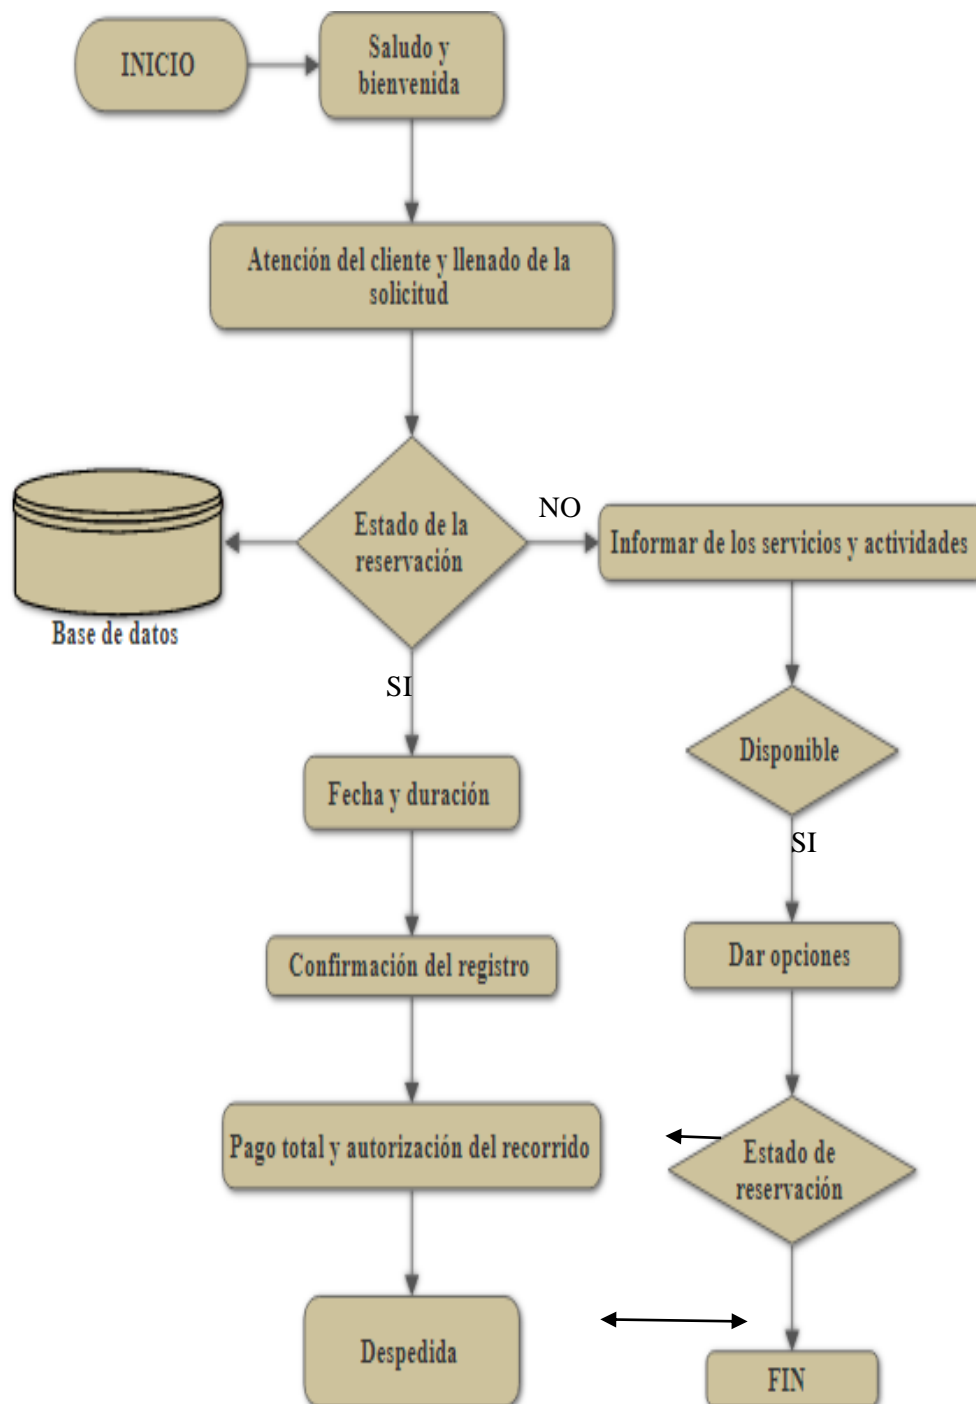 INICIO
Saludo y
bienvenida
Atención del cliente y llenado de la
solicitud
Estado de la
reservación
NO
Informar de los servicios y actividades
Base de datos
SI
Disponible
Fecha y duración
SI
Dar opciones
Confirmación del registro
Pago total y autorización del recorrido
Estado de
reservación
Despedida
FIN